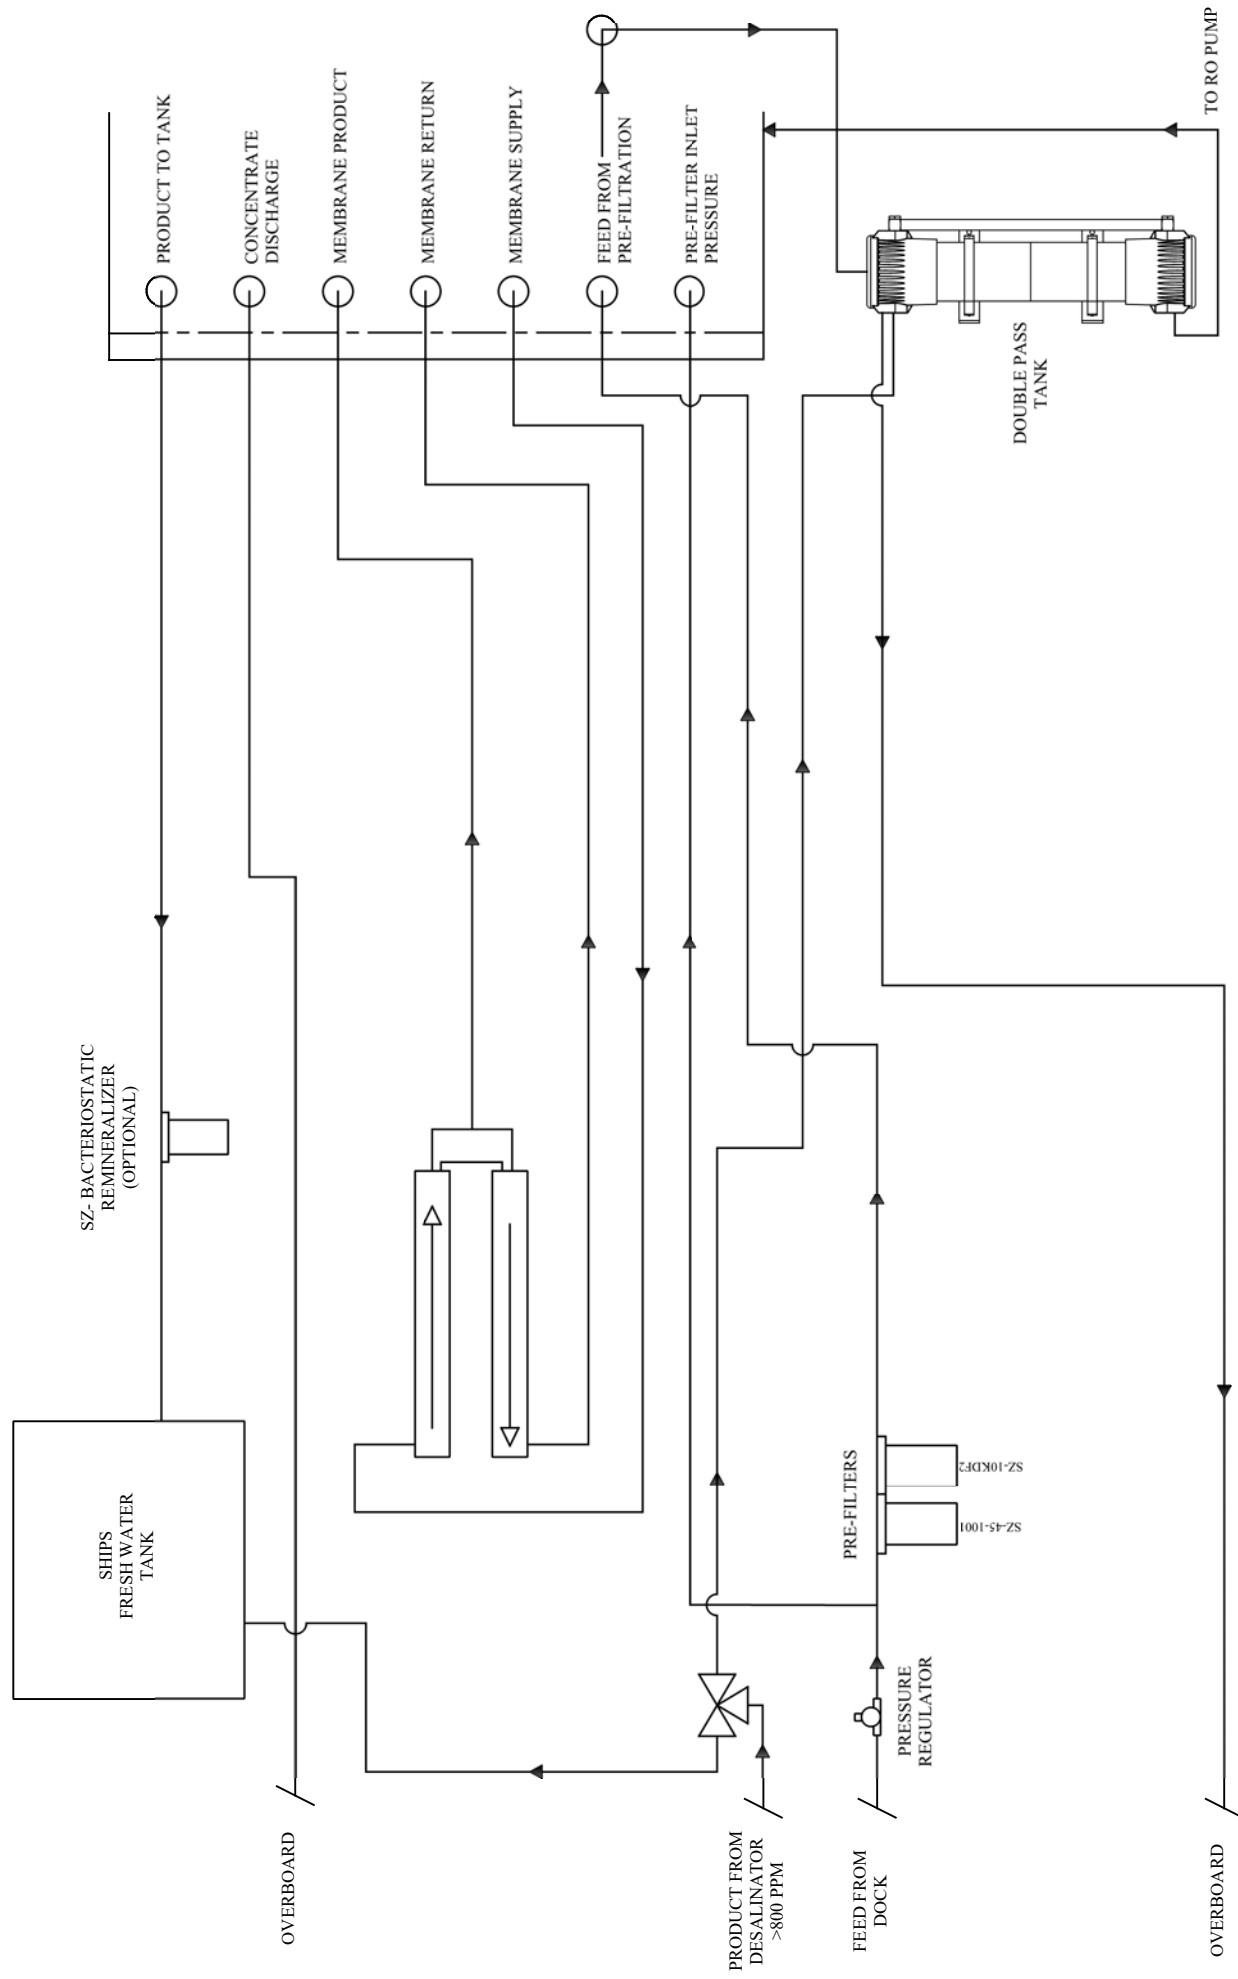 PRODUCT TO TANK
CONCENTRATE
DISCHARGE
MEMBRANE PRODUCT
MEMBRANE RETURN
MEMBRANE SUPPLY
FEED FROM
PRE-FILTRATION
PRE-FILTER INLET
PRESSURE
TO RO PUMP
DOUBLE PASS
TANK
SZ- BACTERIOSTATIC
REMINERALIZER
(OPTIONAL)
SHIPS
FRESH WATER
TANK
PRE-FILTERS
SZ-10KDF2
SZ-45-1001
PRESSURE
REGULATOR
OVERBOARD
PRODUCT FROM
DESALINATOR
>800 PPM
FEED FROM
DOCK
OVERBOARD